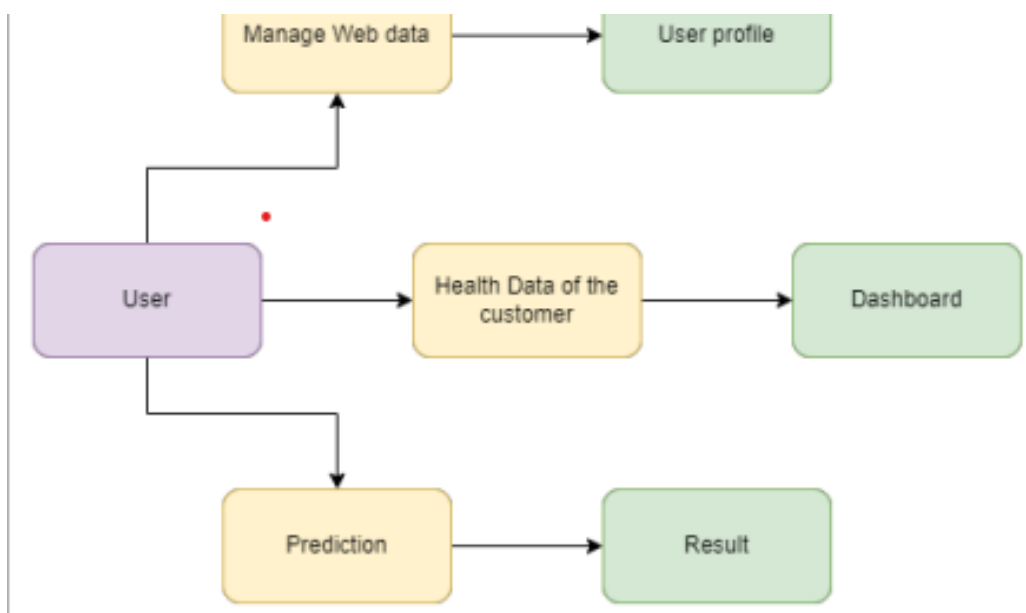 Manage Web data
User profile
User
Health Data of the
customer
Dashboard
Prediction
Result